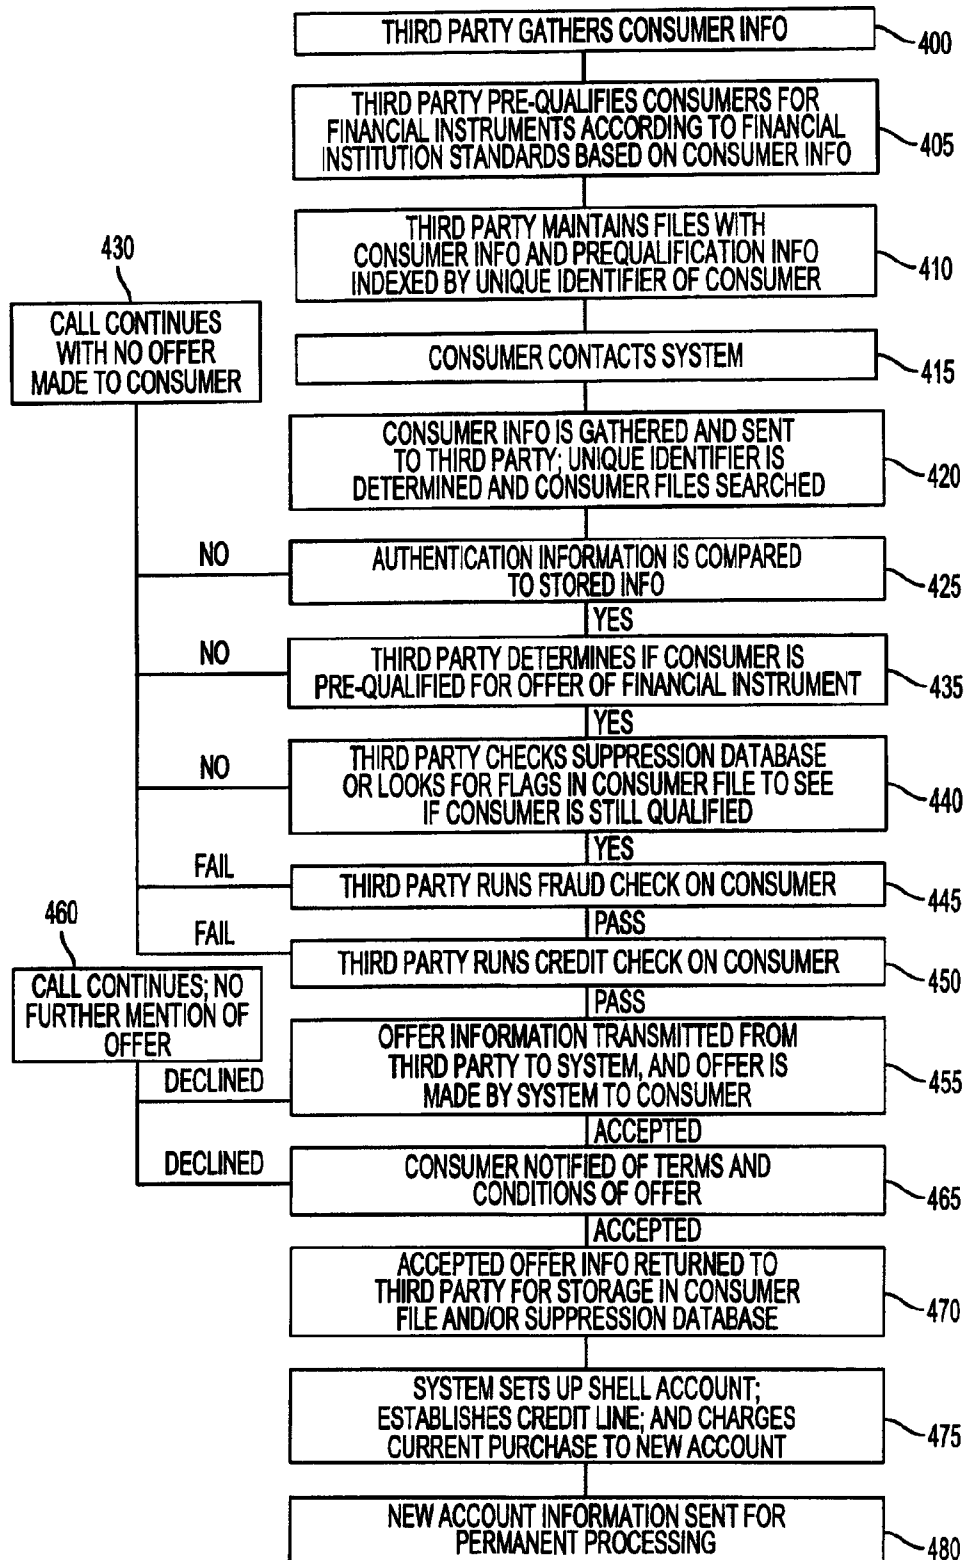 THIRD PARTY GATHERS CONSUMER INFO
400
THIRD PARTY PRE-QUALIFIES CONSUMERS FOR
FINANCIAL INSTRUMENTS ACCORDING TO FINANCIAL
INSTITUTION STANDARDS BASED ON CONSUMER INFO
405
THIRD PARTY MAINTAINS FILES WITH
CONSUMER INFO AND PREQUALIFICATION INFO
INDEXED BY UNIQUE IDENTIFIER OF CONSUMER
410
430
CALL CONTINUES
WITH NO OFFER
MADE TO CONSUMER
CONSUMER CONTACTS SYSTEM
415
CONSUMER INFO IS GATHERED AND SENT
TO THIRD PARTY; UNIQUE IDENTIFIER IS
DETERMINED AND CONSUMER FILES SEARCHED
420
NO
AUTHENTICATION INFORMATION IS COMPARED
TO STORED INFO
425
YES
NO
THIRD PARTY DETERMINES IF CONSUMER IS
PRE-QUALIFIED FOR OFFER OF FINANCIAL INSTRUMENT
435
YES
NO
THIRD PARTY CHECKS SUPPRESSION DATABASE
OR LOOKS FOR FLAGS IN CONSUMER FILE TO SEE
IF CONSUMER IS STILL QUALIFIED
440
YES
FAIL
THIRD PARTY RUNS FRAUD CHECK ON CONSUMER
445
PASS
FAIL
THIRD PARTY RUNS CREDIT CHECK ON CONSUMER
450
PASS
460
CALL CONTINUES; NO
FURTHER MENTION OF
OFFER
DECLINED
OFFER INFORMATION TRANSMITTED FROM
THIRD PARTY TO SYSTEM, AND OFFER IS
MADE BY SYSTEM TO CONSUMER
455
ACCEPTED
DECLINED
CONSUMER NOTIFIED OF TERMS AND
CONDITIONS OF OFFER
465
ACCEPTED
ACCEPTED OFFER INFO RETURNED TO
THIRD PARTY FOR STORAGE IN CONSUMER
FILE AND/OR SUPPRESSION DATABASE
470
SYSTEM SETS UP SHELL ACCOUNT;
ESTABLISHES CREDIT LINE; AND CHARGES
CURRENT PURCHASE TO NEW ACCOUNT
475
NEW ACCOUNT INFORMATION SENT FOR
PERMANENT PROCESSING
480